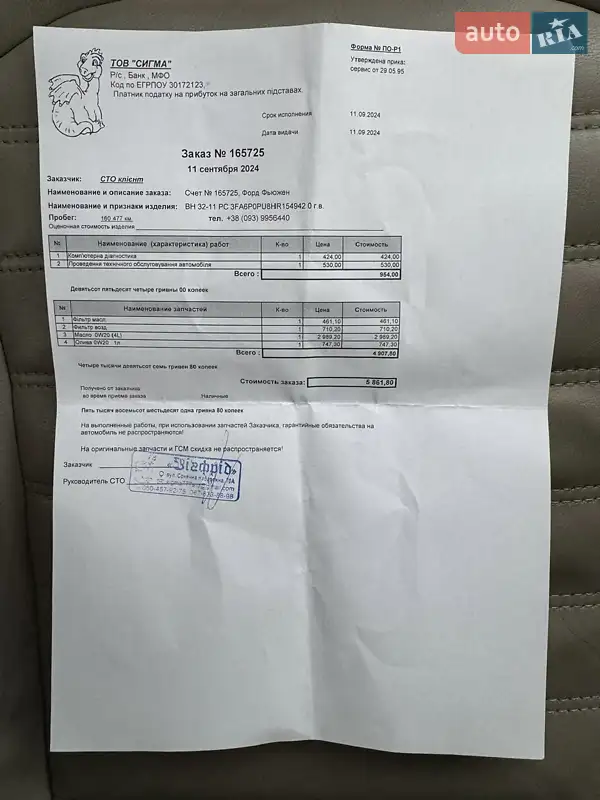 auto RIA .com
Форма № ПО-Р1
Утверждена прика:
сервис от 29.05.95
ТОВ "СИГМА"
Р/с , Банк , МФО
Код по ЕГРПОУ 30172123,
Платник податку на прибуток на загальних підставах.
Срок исполнения 11.09.2024
Дата выдачи 11.09.2024
Заказ № 165725
11 сентября 2024
Заказчик: СТО клієнт
Наименование и описание заказа: Счет № 165725, Форд Фьюжен
Наименование и признаки изделия: ВН 32-11 РС 3FA6P0PU8HR154942 0 г.в.
Пробег: 160 477 км. тел. +38 (093) 9956440
Оценочная стоимость изделия
№ Наименование (характеристика) работ К-во Цена Стоимость
1 Комп'ютерна діагностика 1 424,00 424,00
2 Проведення технічного обслуговування автомобіля 1 530,00 530,00
Всего : 954,00
Девятьсот пятьдесят четыре гривны 00 копеек
№ Наименование запчастей К-во Цена Стоимость
1 Фільтр масл. 1 461,10 461,10
2 Фильтр возд. 1 710,20 710,20
3 Масло 0W20 (4L) 1 2 989,20 2 989,20
4 Олива 0W20 1л 1 747,30 747,30
Всего : 4 907,80
Четыре тысячи девятьсот семь гривен 80 копеек
Стоимость заказа: 5 861,80
Получено от заказчика
во время приема заказа Наличные
Пять тысяч восемьсот шестьдесят одна гривна 80 копеек
На выполненные работы, при использовании запчастей Заказчика, гарантийные обязательства на
автомобиль не распространяются!
На оригинальные запчасти и ГСМ скидка не распространяется!
Заказчик
Руководитель СТО